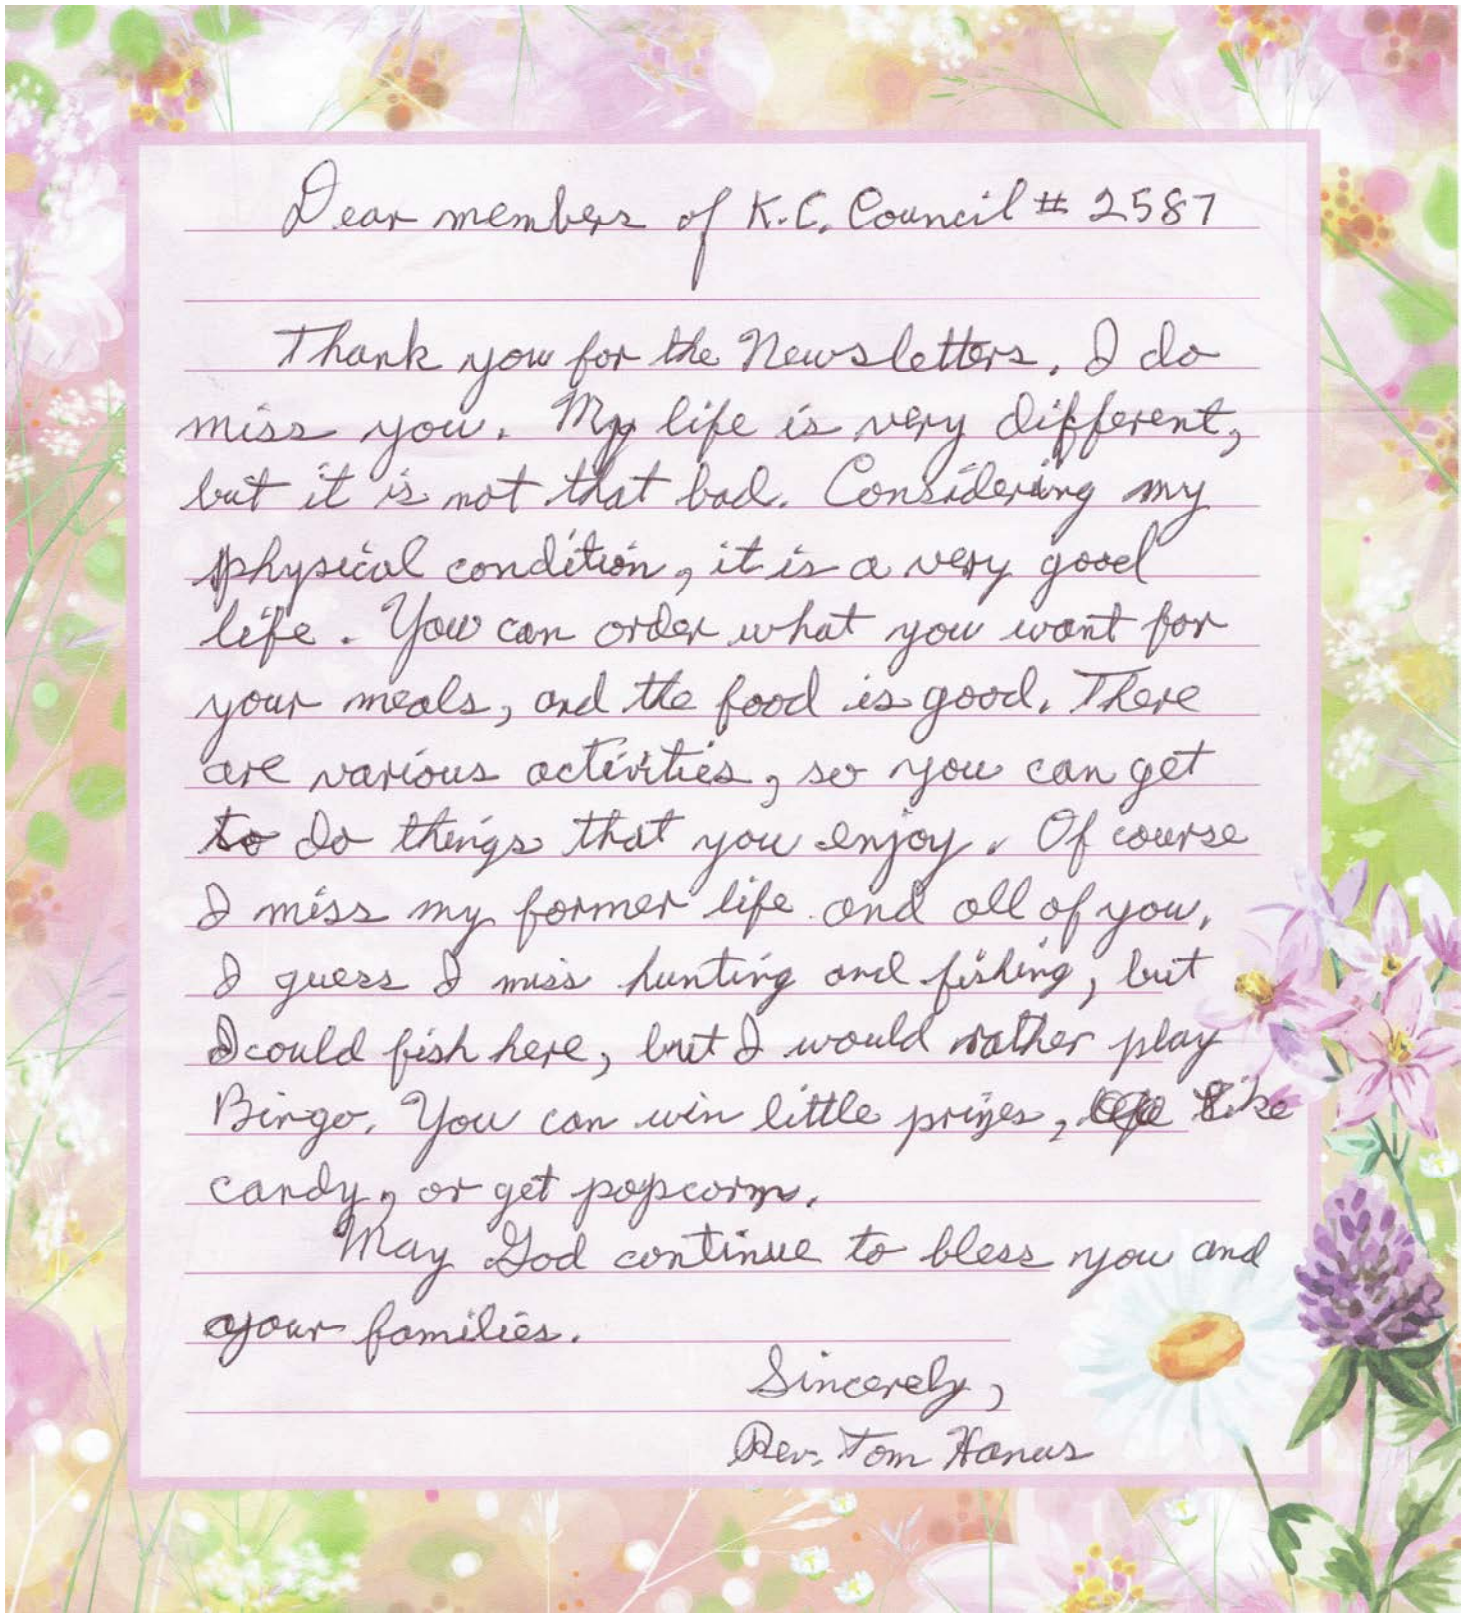 Dear members of K.C. Council # 2587
Thank you for the Newsletters. I do
miss you. My life is very different,
but it is not that bad. Considering my
physical condition, it is a very good
life. You can order what you want for
your meals, and the food is good. There
are various activities, so you can get
to do things that you enjoy. Of course
I miss my former life and all of you.
I guess I miss hunting and fishing, but
I could fish here, but I would rather play
Bingo. You can win little prizes, like
candy, or get popcorn.
May God continue to bless you and
your families.
Sincerely,
Rev. Tom Hanus